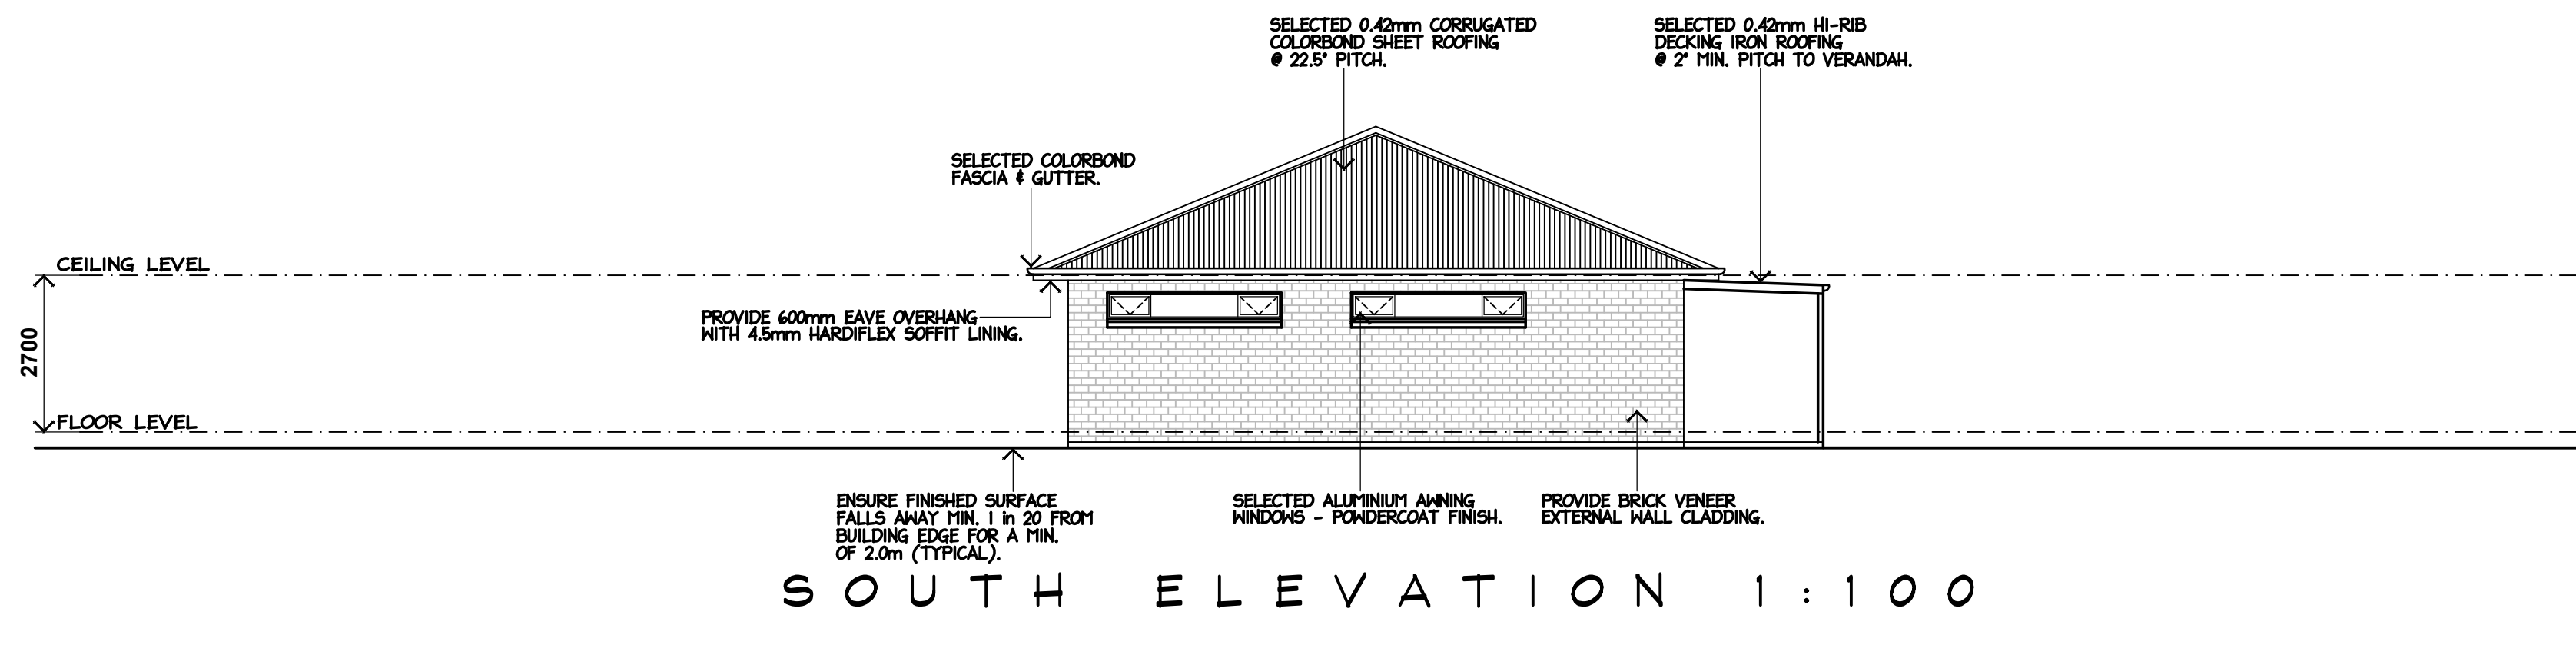 SELECTED 0.42mm CORRUGATED
COLORBOND SHEET ROOFING
@ 22.5° PITCH.
SELECTED 0.42mm HI-RIB
DECKING IRON ROOFING
@ 2° MIN. PITCH TO VERANDAH.
SELECTED COLORBOND
FASCIA & GUTTER.
CEILING LEVEL
PROVIDE 600mm EAVE OVERHANG
WITH 4.5mm HARDIFLEX SOFFIT LINING.
2700
FLOOR LEVEL
ENSURE FINISHED SURFACE
FALLS AWAY MIN. 1 in 20 FROM
BUILDING EDGE FOR A MIN.
OF 2.0m (TYPICAL).
SELECTED ALUMINIUM AWNING
WINDOWS - POWDERCOAT FINISH.
PROVIDE BRICK VENEER
EXTERNAL WALL CLADDING.
SOUTH ELEVATION 1:100